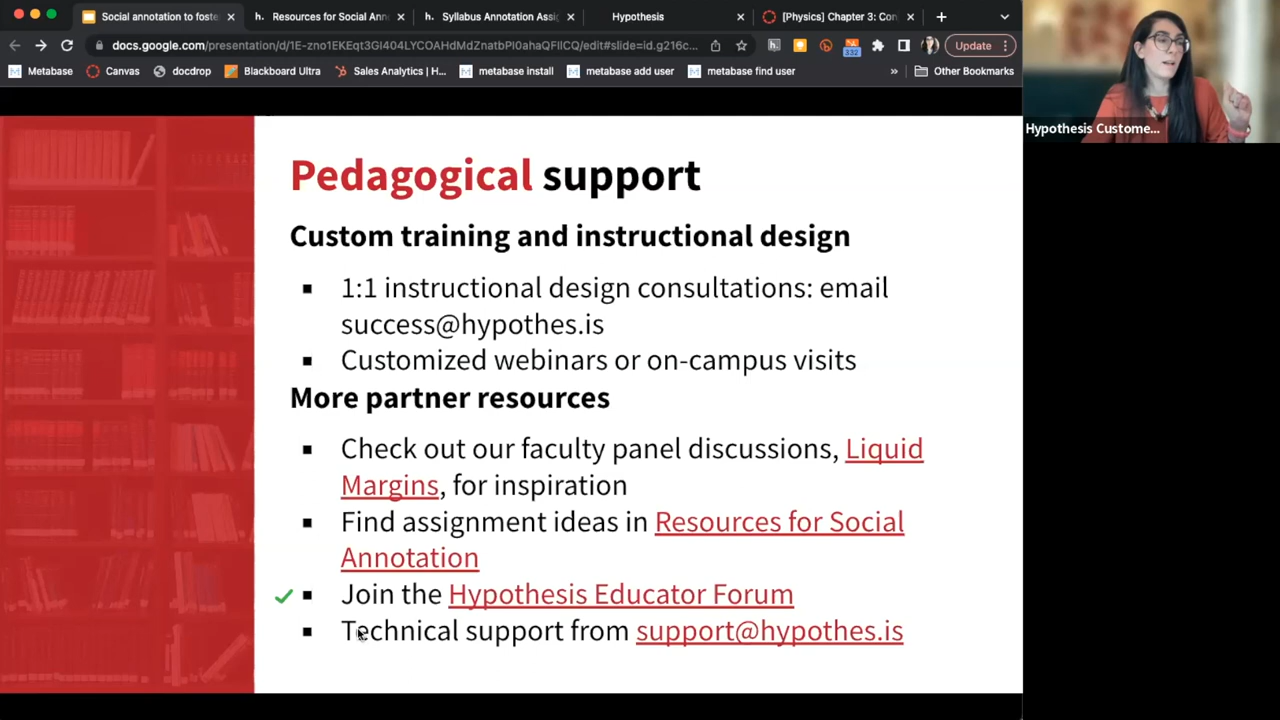 Social annotation to foste
Resources for Social Ann
Syllabus Annotation Assig
Hypothesis
[Physics] Chapter 3: Con
docs.google.com/presentation/d/1E-zno1EKEqt3GI404LYCOAHdMdZnatbPI0ahaQFIlCQ/edit#slide=id.g216c...
332
Update
Metabase
Canvas
docdrop
Blackboard Ultra
Sales Analytics | H...
metabase install
metabase add user
metabase find user
»
Other Bookmarks
Hypothesis Custome...
Pedagogical support
Custom training and instructional design
▪ 1:1 instructional design consultations: email
success@hypothes.is
▪ Customized webinars or on-campus visits
More partner resources
▪ Check out our faculty panel discussions, Liquid
Margins, for inspiration
▪ Find assignment ideas in Resources for Social
Annotation
▪ Join the Hypothesis Educator Forum
▪ Technical support from support@hypothes.is